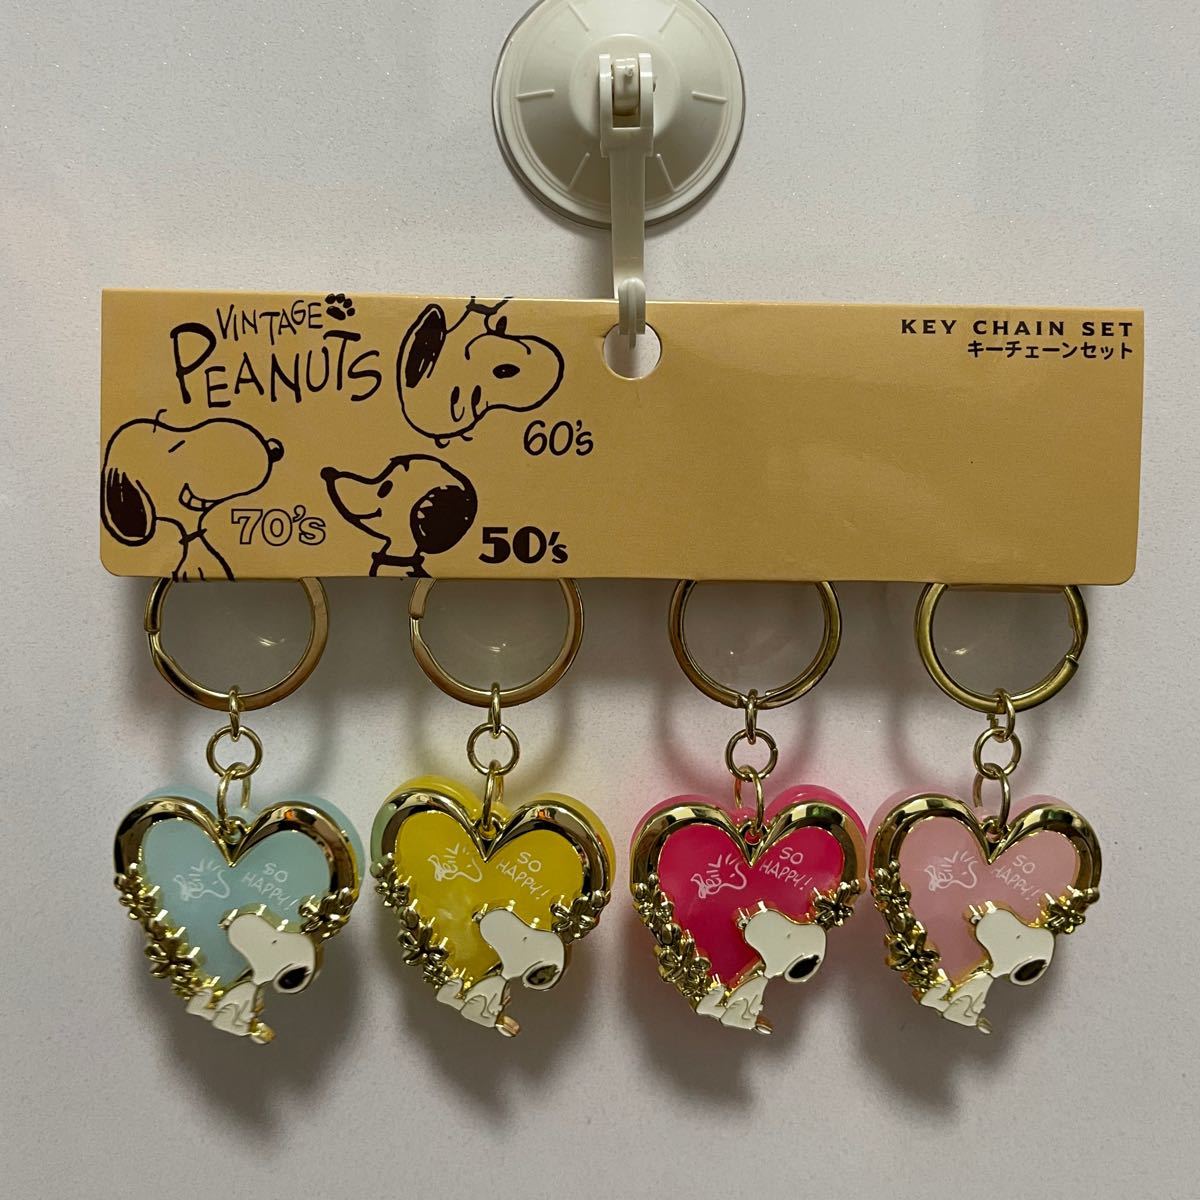 VINTAGE
PEANUTS
60's
70's
50's
KEY CHAIN SET
キーチェーンセット
SO
HAPPY!
SO
HAPPY!
SO
HAPPY!
SO
HAPPY!